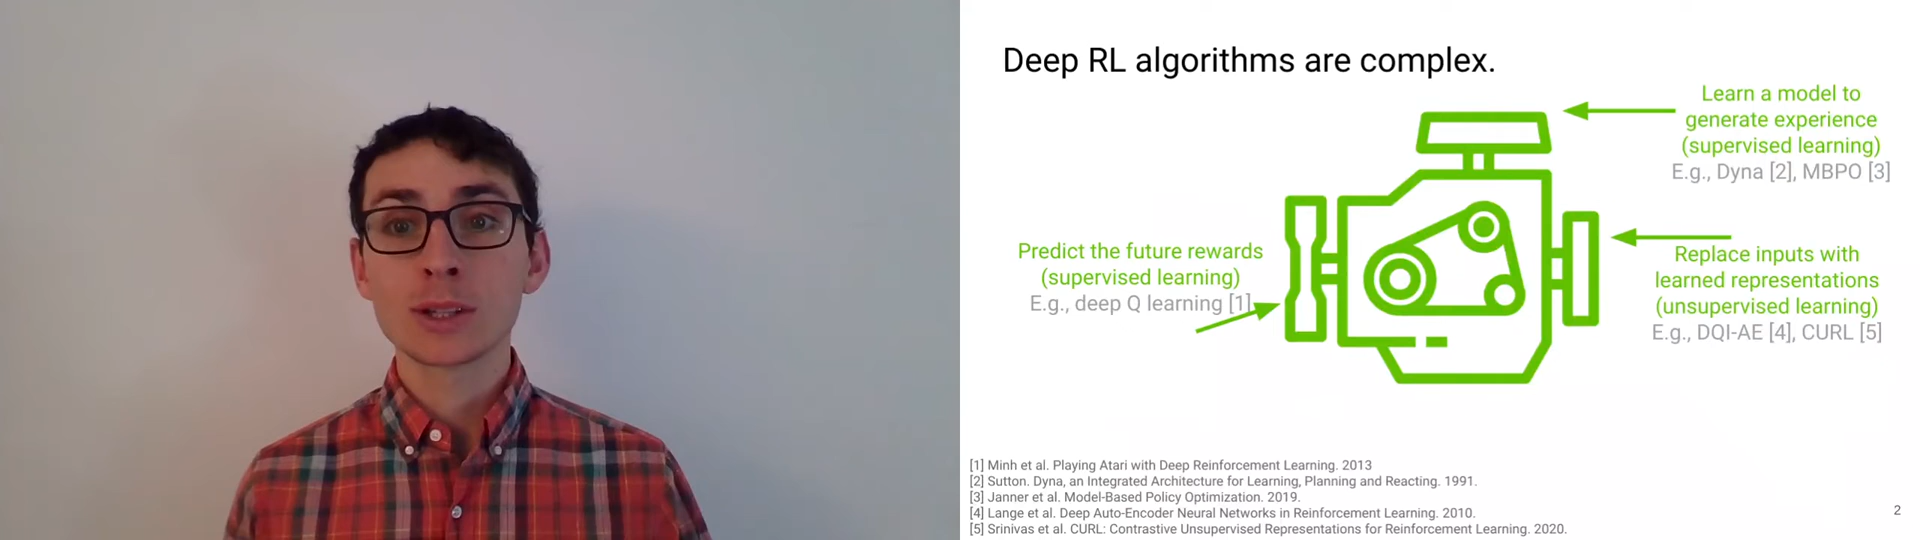 Deep RL algorithms are complex.
Learn a model to
generate experience
(supervised learning)
E.g., Dyna [2], MBPO [3]
Predict the future rewards
(supervised learning)
E.g., deep Q learning [1]
Replace inputs with
learned representations
(unsupervised learning)
E.g., DQI-AE [4], CURL [5]
[1] Minh et al. Playing Atari with Deep Reinforcement Learning. 2013
[2] Sutton. Dyna, an Integrated Architecture for Learning, Planning and Reacting. 1991.
[3] Janner et al. Model-Based Policy Optimization. 2019.
[4] Lange et al. Deep Auto-Encoder Neural Networks in Reinforcement Learning. 2010.
[5] Srinivas et al. CURL: Contrastive Unsupervised Representations for Reinforcement Learning. 2020.
2